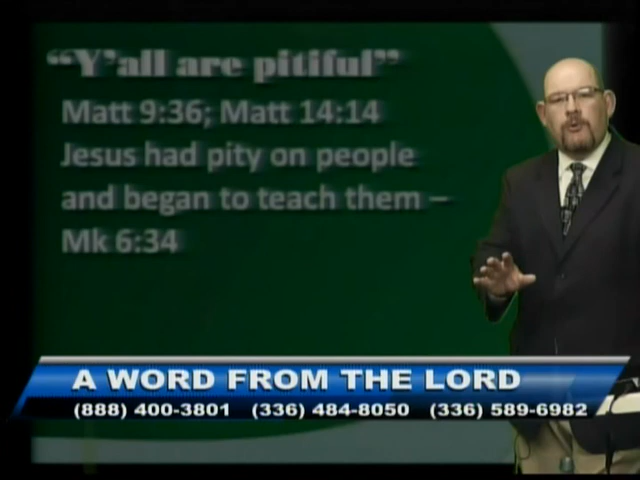 “Y’all are pitiful”
Matt 9:36; Matt 14:14
Jesus had pity on people
and began to teach them –
Mk 6:34
A WORD FROM THE LORD
(888) 400-3801 (336) 484-8050 (336) 589-6982